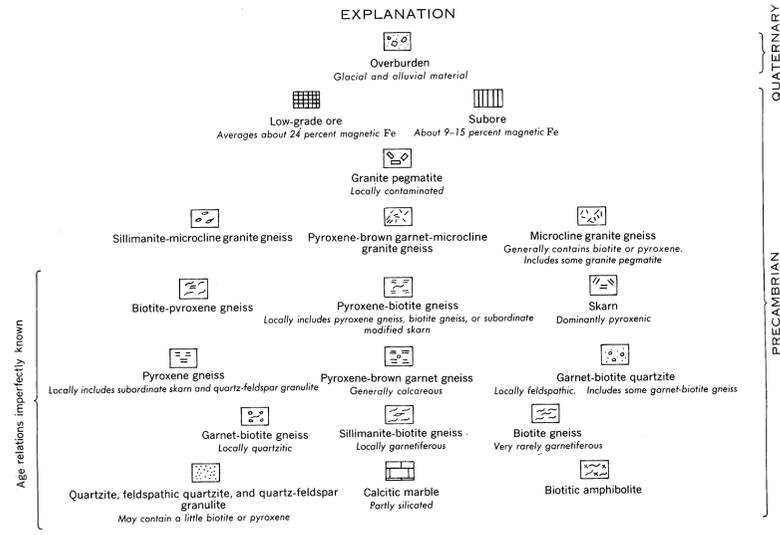 EXPLANATION
QUATERNARY
Overburden
Glacial and alluvial material
Low-grade ore
Averages about 24 percent magnetic Fe
Subore
About 9-15 percent magnetic Fe
Granite pegmatite
Locally contaminated
Sillimanite-microcline granite gneiss
Pyroxene-brown garnet-microcline
granite gneiss
Microcline granite gneiss
Generally contains biotite or pyroxene.
Includes some granite pegmatite
PRECAMBRIAN
Biotite-pyroxene gneiss
Pyroxene-biotite gneiss
Locally includes pyroxene gneiss, biotite gneiss, or subordinate
modified skarn
Skarn
Dominantly pyroxenic
Age relations imperfectly known
Pyroxene gneiss
Locally includes subordinate skarn and quartz-feldspar granulite
Pyroxene-brown garnet gneiss
Generally calcareous
Garnet-biotite quartzite
Locally feldspathic. Includes some garnet-biotite gneiss
Garnet-biotite gneiss
Locally quartzitic
Sillimanite-biotite gneiss
Locally garnetiferous
Biotite gneiss
Very rarely garnetiferous
Quartzite, feldspathic quartzite, and quartz-feldspar
granulite
May contain a little biotite or pyroxene
Calcitic marble
Partly silicated
Biotitic amphibolite